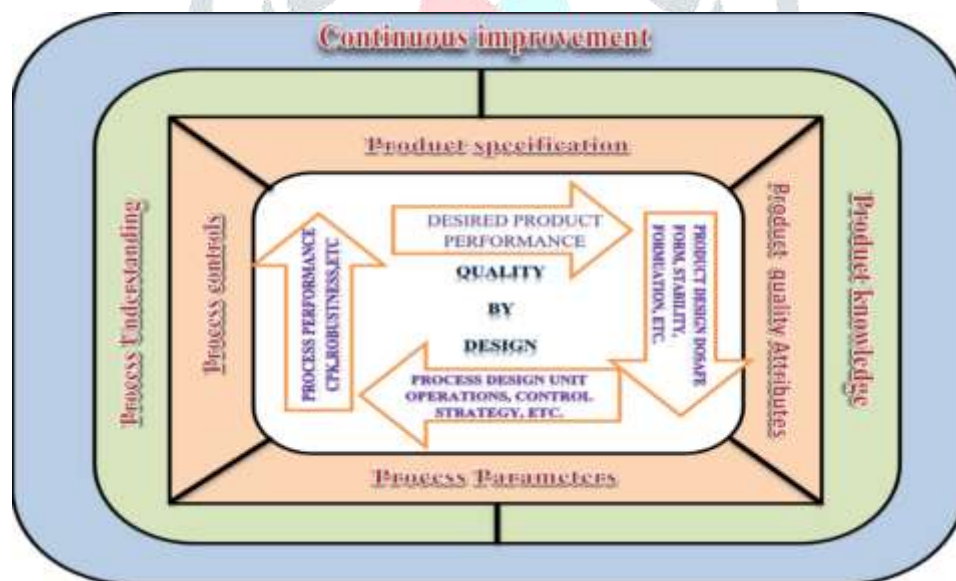 Continuous improvement
Product specification
Process Understanding
Process controls
PROCESS PERFORMANCE
CPK,ROBUSTNESS,ETC
DESIRED PRODUCT
PERFORMANCE
QUALITY
BY
DESIGN
PROCESS DESIGN UNIT
OPERATIONS, CONTROL
STRATEGY, ETC.
PRODUCT DESIGN DOSAFE
FORM, STABILITY,
FORMUATION, ETC.
Product quality Attributes
Product knowledge
Process Parameters